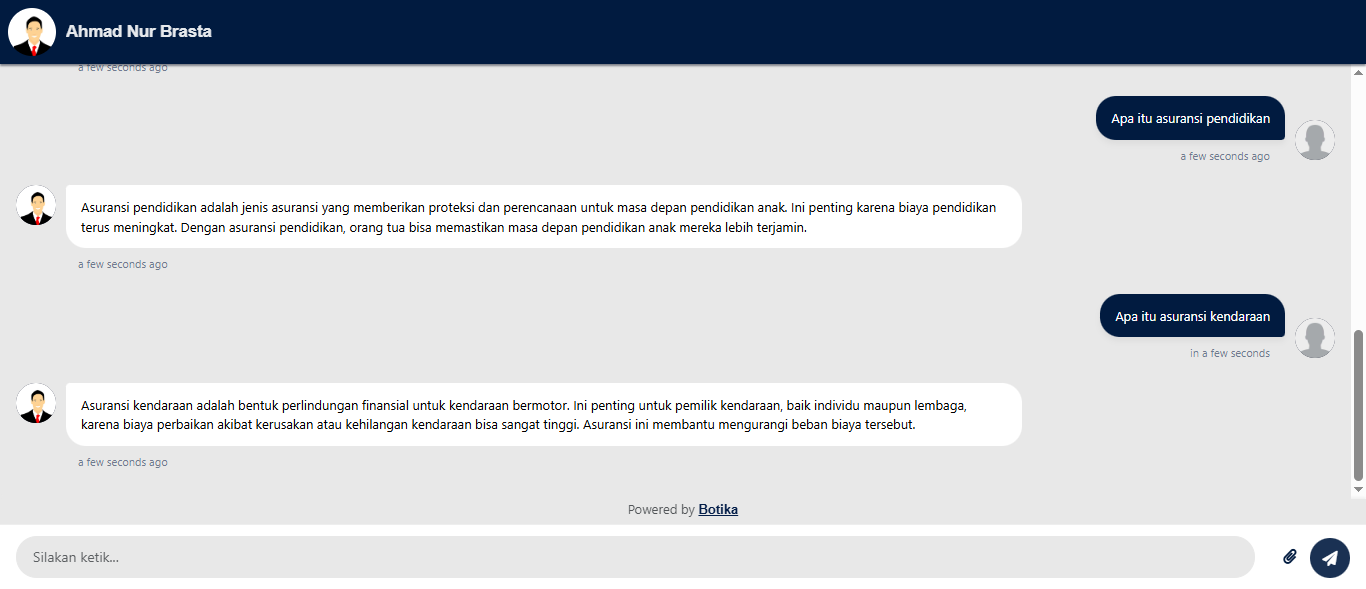 Ahmad Nur Brasta
a few seconds ago
Apa itu asuransi pendidikan
a few seconds ago
Asuransi pendidikan adalah jenis asuransi yang memberikan proteksi dan perencanaan untuk masa depan pendidikan anak. Ini penting karena biaya pendidikan
terus meningkat. Dengan asuransi pendidikan, orang tua bisa memastikan masa depan pendidikan anak mereka lebih terjamin.
a few seconds ago
Apa itu asuransi kendaraan
in a few seconds
Asuransi kendaraan adalah bentuk perlindungan finansial untuk kendaraan bermotor. Ini penting untuk pemilik kendaraan, baik individu maupun lembaga,
karena biaya perbaikan akibat kerusakan atau kehilangan kendaraan bisa sangat tinggi. Asuransi ini membantu mengurangi beban biaya tersebut.
a few seconds ago
Powered by Botika
Silakan ketik...